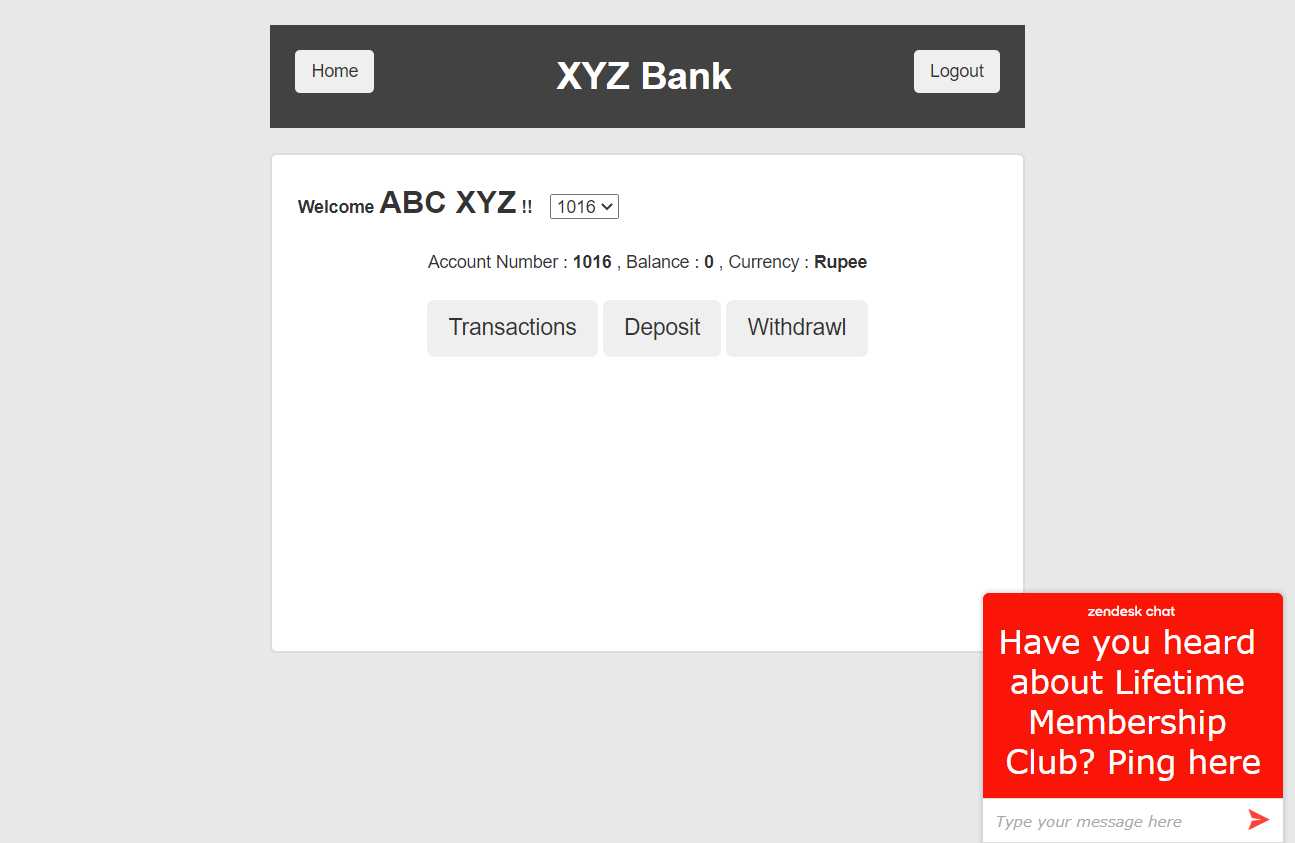 Home
XYZ Bank
Logout
Welcome ABC XYZ !! 1016
Account Number : 1016 , Balance : 0 , Currency : Rupee
Transactions
Deposit
Withdrawl
zendesk chat
Have you heard
about Lifetime
Membership
Club? Ping here
Type your message here